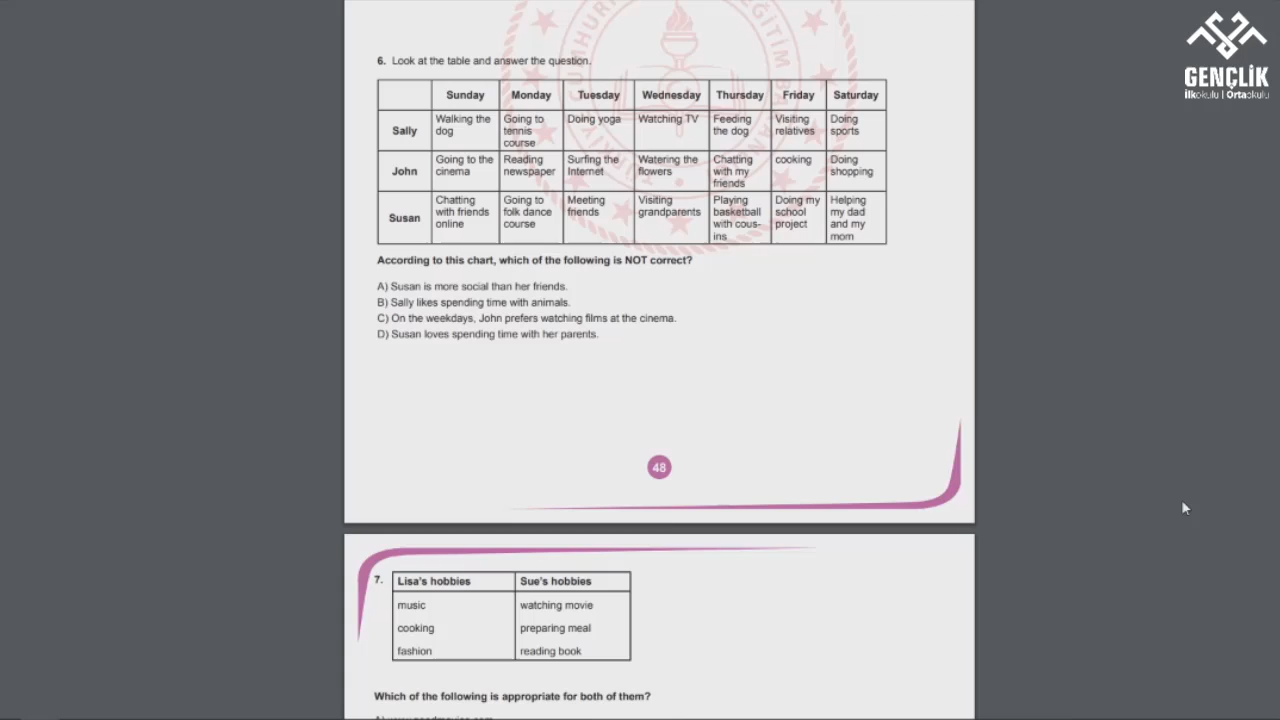 GENÇLİK
İlkokulu | Ortaokulu
6. Look at the table and answer the question.
Sunday Monday Tuesday Wednesday Thursday Friday Saturday
Sally
Walking the dog
Going to tennis course
Doing yoga
Watching TV
Feeding the dog
Visiting relatives
Doing sports
John
Going to the cinema
Reading newspaper
Surfing the Internet
Watering the flowers
Chatting with my friends
cooking
Doing shopping
Susan
Chatting with friends online
Going to folk dance course
Meeting friends
Visiting grandparents
Playing basketball with cous-ins
Doing my school project
Helping my dad and my mom
According to this chart, which of the following is NOT correct?
A) Susan is more social than her friends.
B) Sally likes spending time with animals.
C) On the weekdays, John prefers watching films at the cinema.
D) Susan loves spending time with her parents.
48
7. Lisa's hobbies Sue's hobbies
music watching movie
cooking preparing meal
fashion reading book
Which of the following is appropriate for both of them?